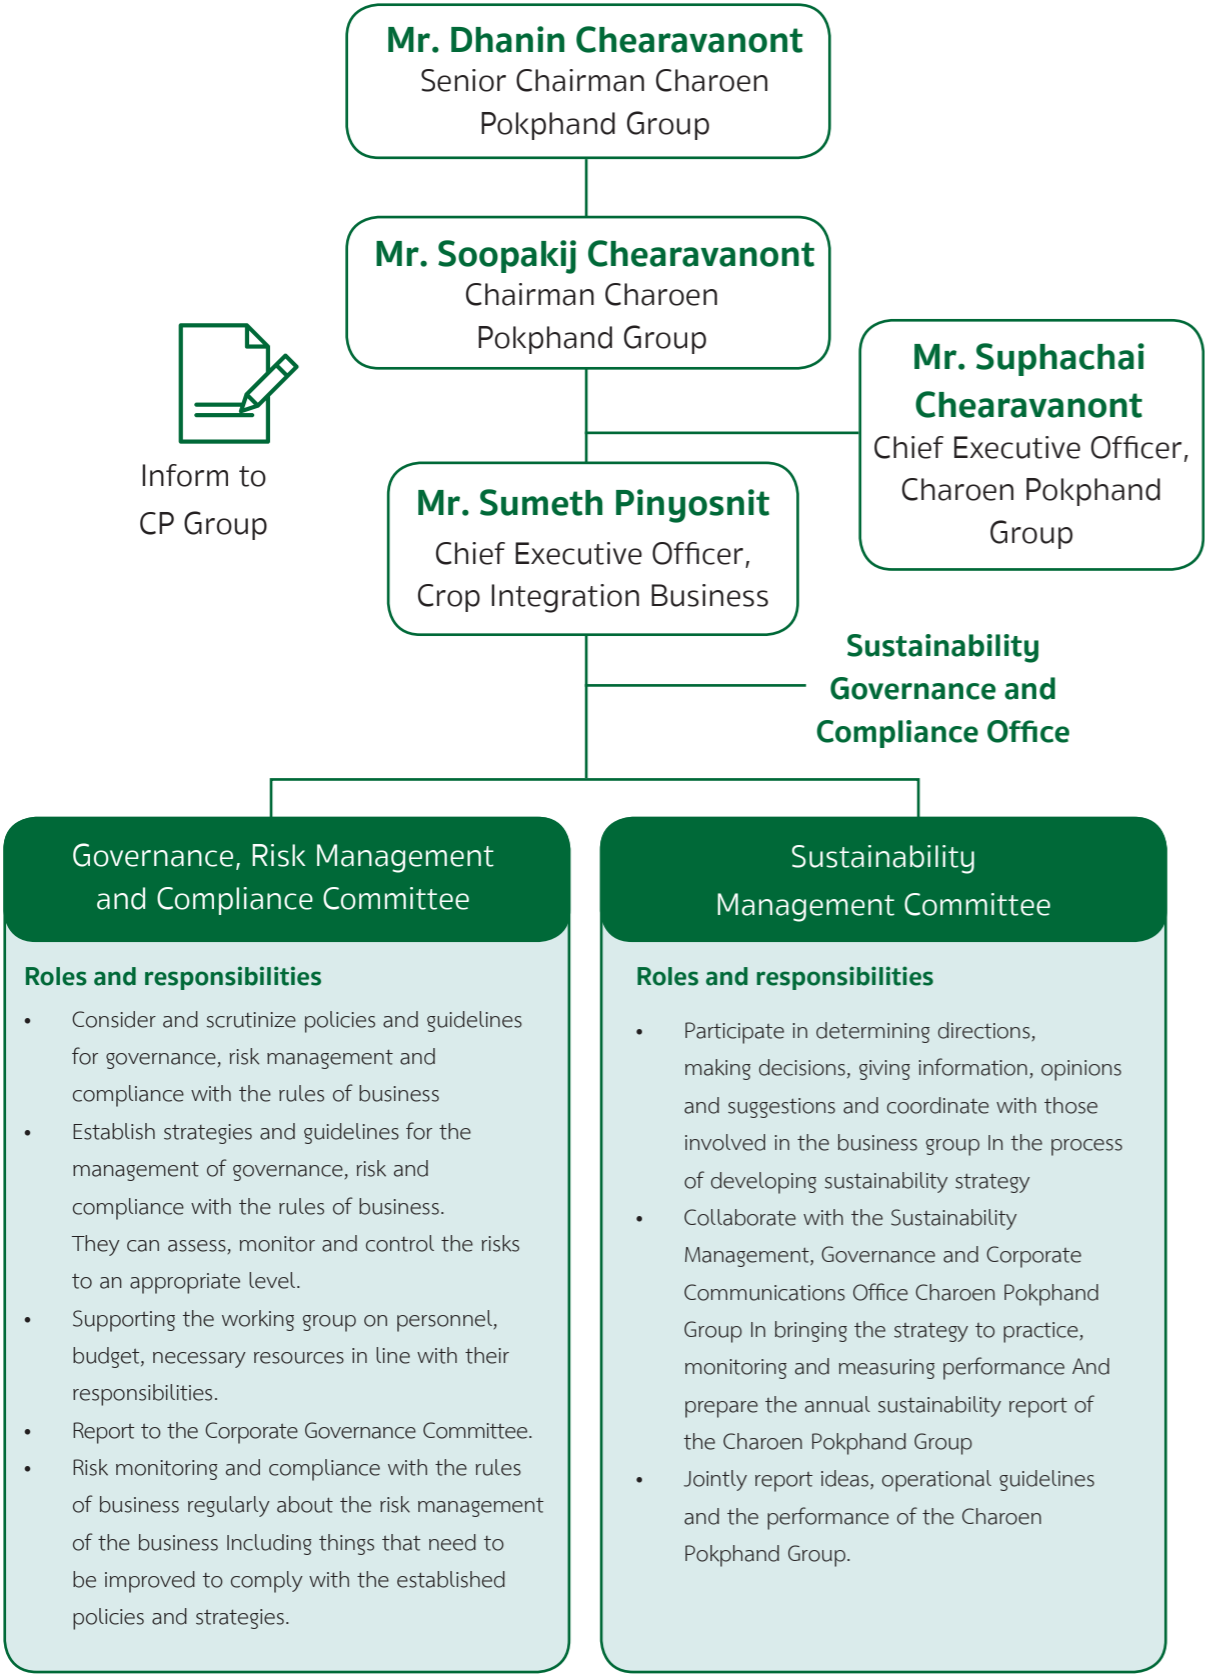 Mr. Dhanin Chearavanont
Senior Chairman Charoen
Pokphand Group
Mr. Soopakij Chearavanont
Chairman Charoen
Pokphand Group
Mr. Suphachai
Chearavanont
Chief Executive Officer,
Charoen Pokphand
Group
Inform to
CP Group
Mr. Sumeth Pinyosnit
Chief Executive Officer,
Crop Integration Business
Sustainability
Governance and
Compliance Office
Governance, Risk Management
and Compliance Committee
Roles and responsibilities
• Consider and scrutinize policies and guidelines
for governance, risk management and
compliance with the rules of business
• Establish strategies and guidelines for the
management of governance, risk and
compliance with the rules of business.
They can assess, monitor and control the risks
to an appropriate level.
• Supporting the working group on personnel,
budget, necessary resources in line with their
responsibilities.
• Report to the Corporate Governance Committee.
• Risk monitoring and compliance with the rules
of business regularly about the risk management
of the business Including things that need to
be improved to comply with the established
policies and strategies.
Sustainability
Management Committee
Roles and responsibilities
• Participate in determining directions,
making decisions, giving information, opinions
and suggestions and coordinate with those
involved in the business group In the process
of developing sustainability strategy
• Collaborate with the Sustainability
Management, Governance and Corporate
Communications Office Charoen Pokphand
Group In bringing the strategy to practice,
monitoring and measuring performance And
prepare the annual sustainability report of
the Charoen Pokphand Group
• Jointly report ideas, operational guidelines
and the performance of the Charoen
Pokphand Group.